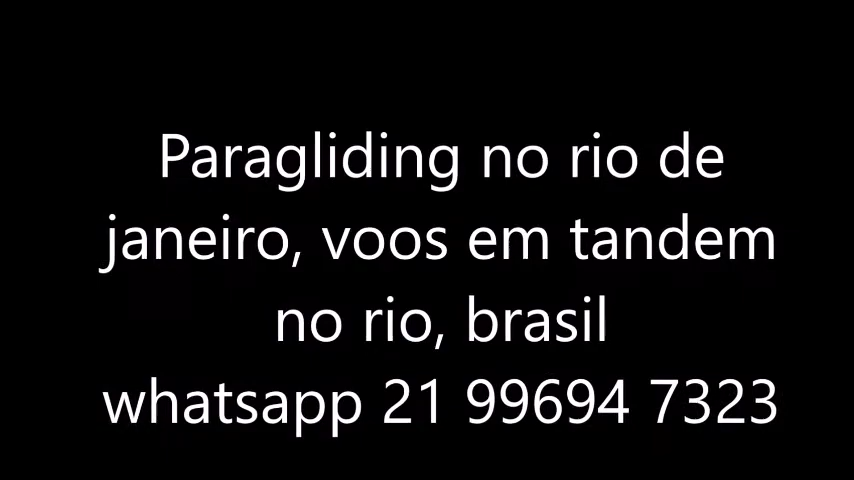 Paragliding no rio de
janeiro, voos em tandem
no rio, brasil
whatsapp 21 99694 7323